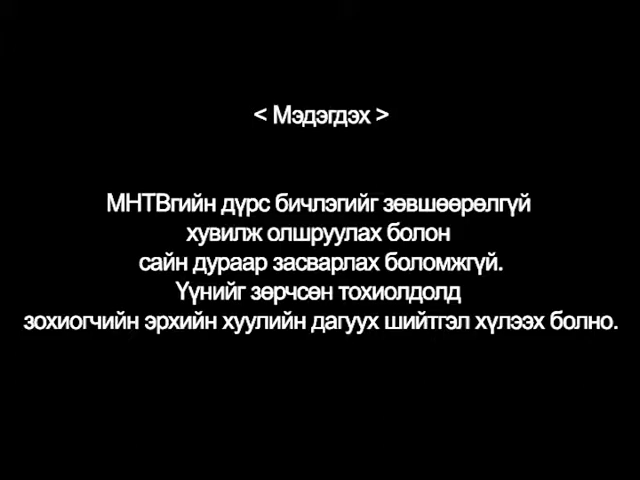 < Мэдэгдэх >
МНТВгийн дүрс бичлэгийг зөвшөөрөлгүй
хувилж олшруулах болон
сайн дураар засварлах боломжгүй.
Үүнийг зөрчсөн тохиолдолд
зохиогчийн эрхийн хуулийн дагуух шийтгэл хүлээх болно.